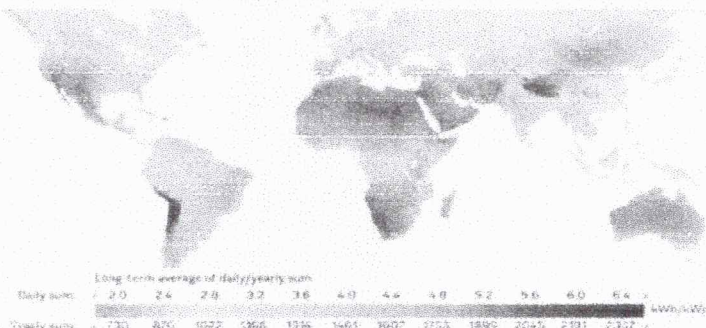 Long-term average of daily/yearly sum
Daily sum: 2.0 2.4 2.8 3.2 3.6 4.0 4.4 4.8 5.2 5.6 6.0 6.4
Yearly sum: 730 876 1022 1168 1314 1461 1607 1753 1899 2045 2191 2337